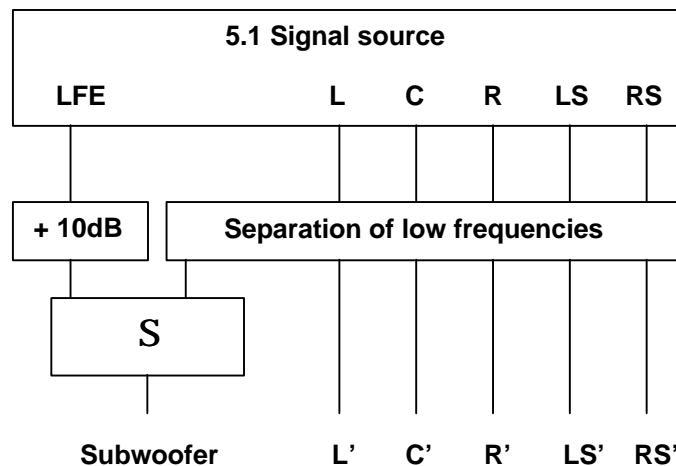 5.1 Signal source
LFE L C R LS RS
+ 10dB Separation of low frequencies
S
Subwoofer L’ C’ R’ LS’ RS’